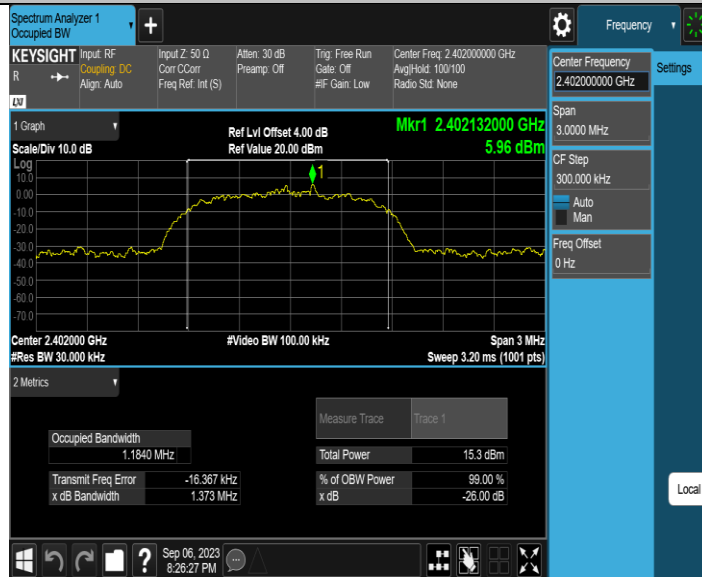 Spectrum Analyzer 1
Occupied BW
Frequency
KEYSIGHT
R
LXI
Input: RF
Coupling: DC
Align: Auto
Input Z: 50 Ω
Corr CCorr
Freq Ref: Int (S)
Atten: 30 dB
Preamp: Off
Trig: Free Run
Gate: Off
#IF Gain: Low
Center Freq: 2.402000000 GHz
Avg|Hold: 100/100
Radio Std: None
Center Frequency
2.402000000 GHz
Settings
Span
3.0000 MHz
CF Step
300.000 kHz
Auto
Man
Freq Offset
0 Hz
Local
1 Graph
Scale/Div 10.0 dB
Ref Lvl Offset 4.00 dB
Ref Value 20.00 dBm
Mkr1 2.402132000 GHz
5.96 dBm
Log
10.0
0.00
-10.0
-20.0
-30.0
-40.0
-50.0
-60.0
-70.0
1
Center 2.402000 GHz
#Res BW 30.000 kHz
#Video BW 100.00 kHz
Span 3 MHz
Sweep 3.20 ms (1001 pts)
2 Metrics
Measure Trace
Trace 1
Occupied Bandwidth
1.1840 MHz
Total Power
15.3 dBm
Transmit Freq Error
-16.367 kHz
% of OBW Power
99.00 %
x dB Bandwidth
1.373 MHz
x dB
-26.00 dB
?
Sep 06, 2023
8:26:27 PM